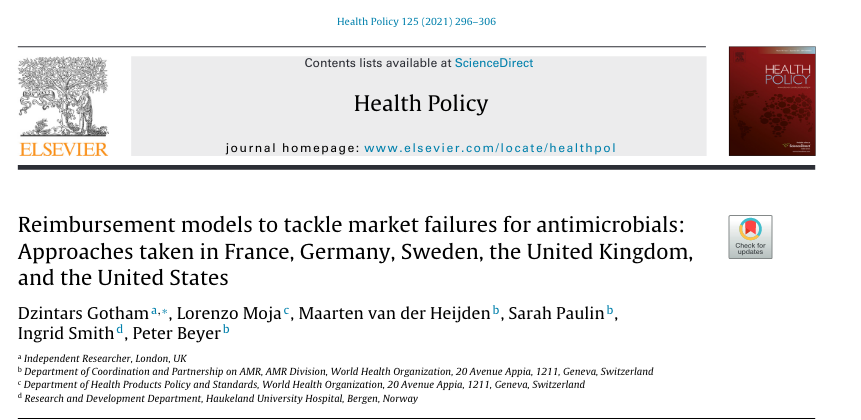 Health Policy 125 (2021) 296–306
Contents lists available at ScienceDirect
Health Policy
journal homepage: www.elsevier.com/locate/healthpol
ELSEVIER
HEALTH
POLICY
Reimbursement models to tackle market failures for antimicrobials:
Approaches taken in France, Germany, Sweden, the United Kingdom,
and the United States
Check for
updates
Dzintars Gotham a,*, Lorenzo Moja c, Maarten van der Heijden b, Sarah Paulin b,
Ingrid Smith d, Peter Beyer b
a Independent Researcher, London, UK
b Department of Coordination and Partnership on AMR, AMR Division, World Health Organization, 20 Avenue Appia, 1211, Geneva, Switzerland
c Department of Health Products Policy and Standards, World Health Organization, 20 Avenue Appia, 1211, Geneva, Switzerland
d Research and Development Department, Haukeland University Hospital, Bergen, Norway